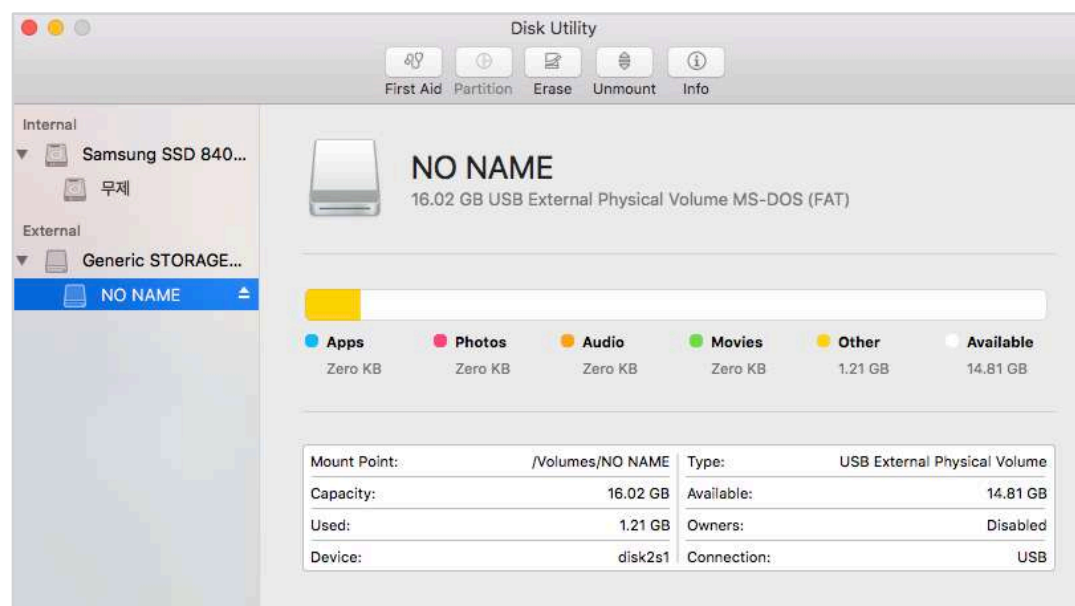 Disk Utility
First Aid Partition Erase Unmount Info
Internal
Samsung SSD 840...
무제
External
Generic STORAGE...
NO NAME
NO NAME
16.02 GB USB External Physical Volume MS-DOS (FAT)
Apps Photos Audio Movies Other Available
Zero KB Zero KB Zero KB Zero KB 1.21 GB 14.81 GB
Mount Point: /Volumes/NO NAME Type: USB External Physical Volume
Capacity: 16.02 GB Available: 14.81 GB
Used: 1.21 GB Owners: Disabled
Device: disk2s1 Connection: USB